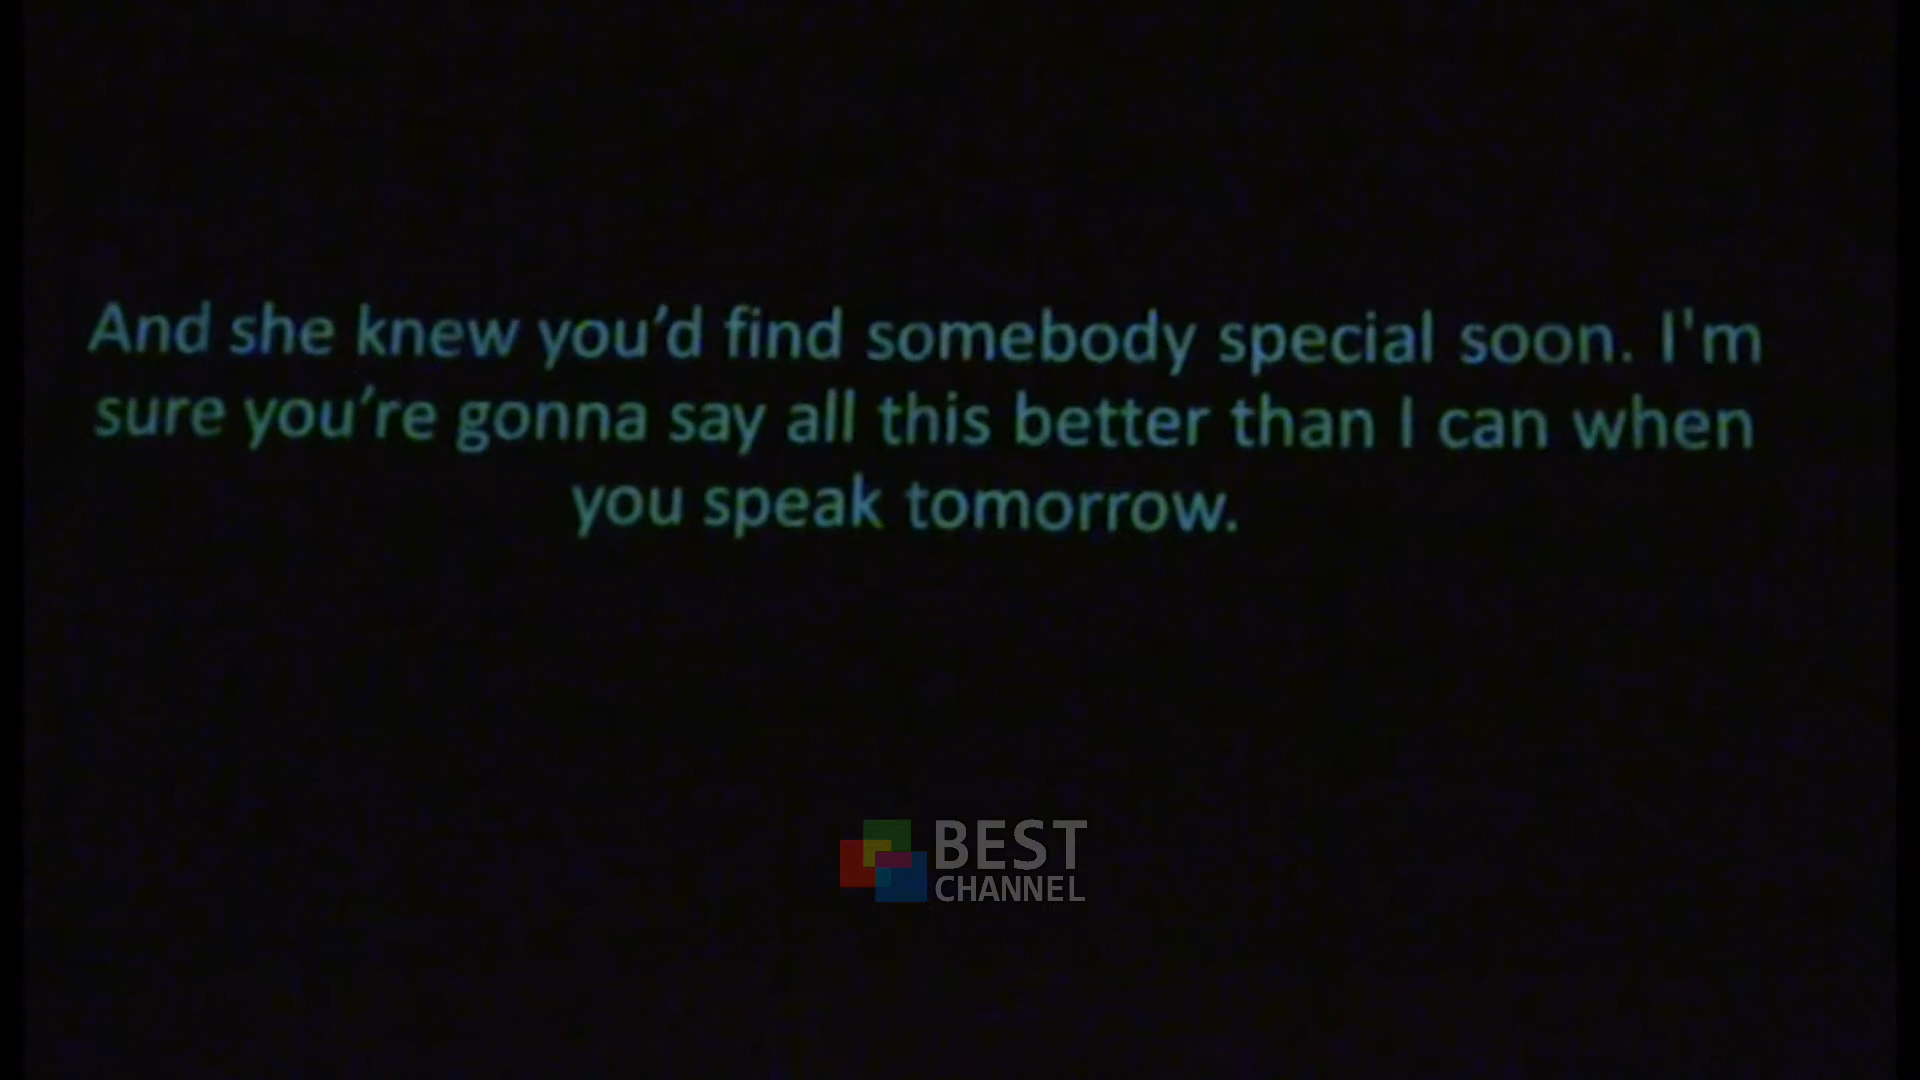 And she knew you’d find somebody special soon. I'm
sure you’re gonna say all this better than I can when
you speak tomorrow.
BEST
CHANNEL